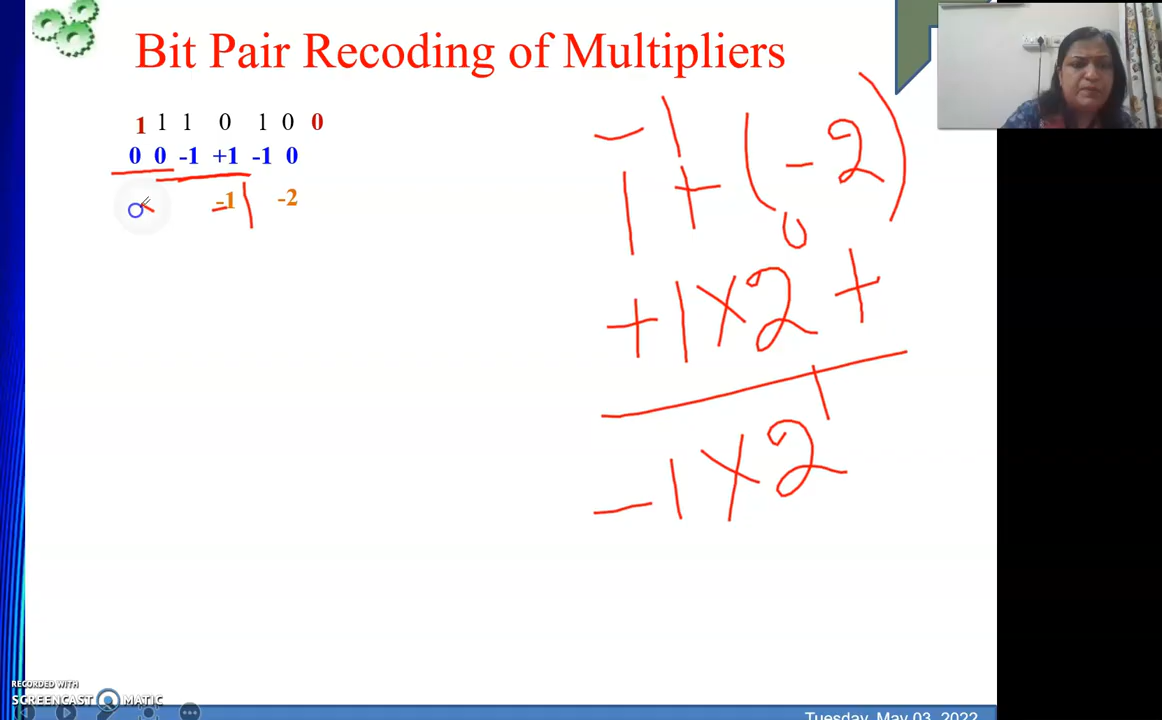 Bit Pair Recoding of Multipliers
1 1 1 0 1 0 0
0 0 -1 +1 -1 0
0 -1 -2
-1 + (-2)
1 0
+1 × 2 +
1
-1 × 2
RECORDED WITH
SCREENCAST MATIC
Tuesday, May 03, 2022